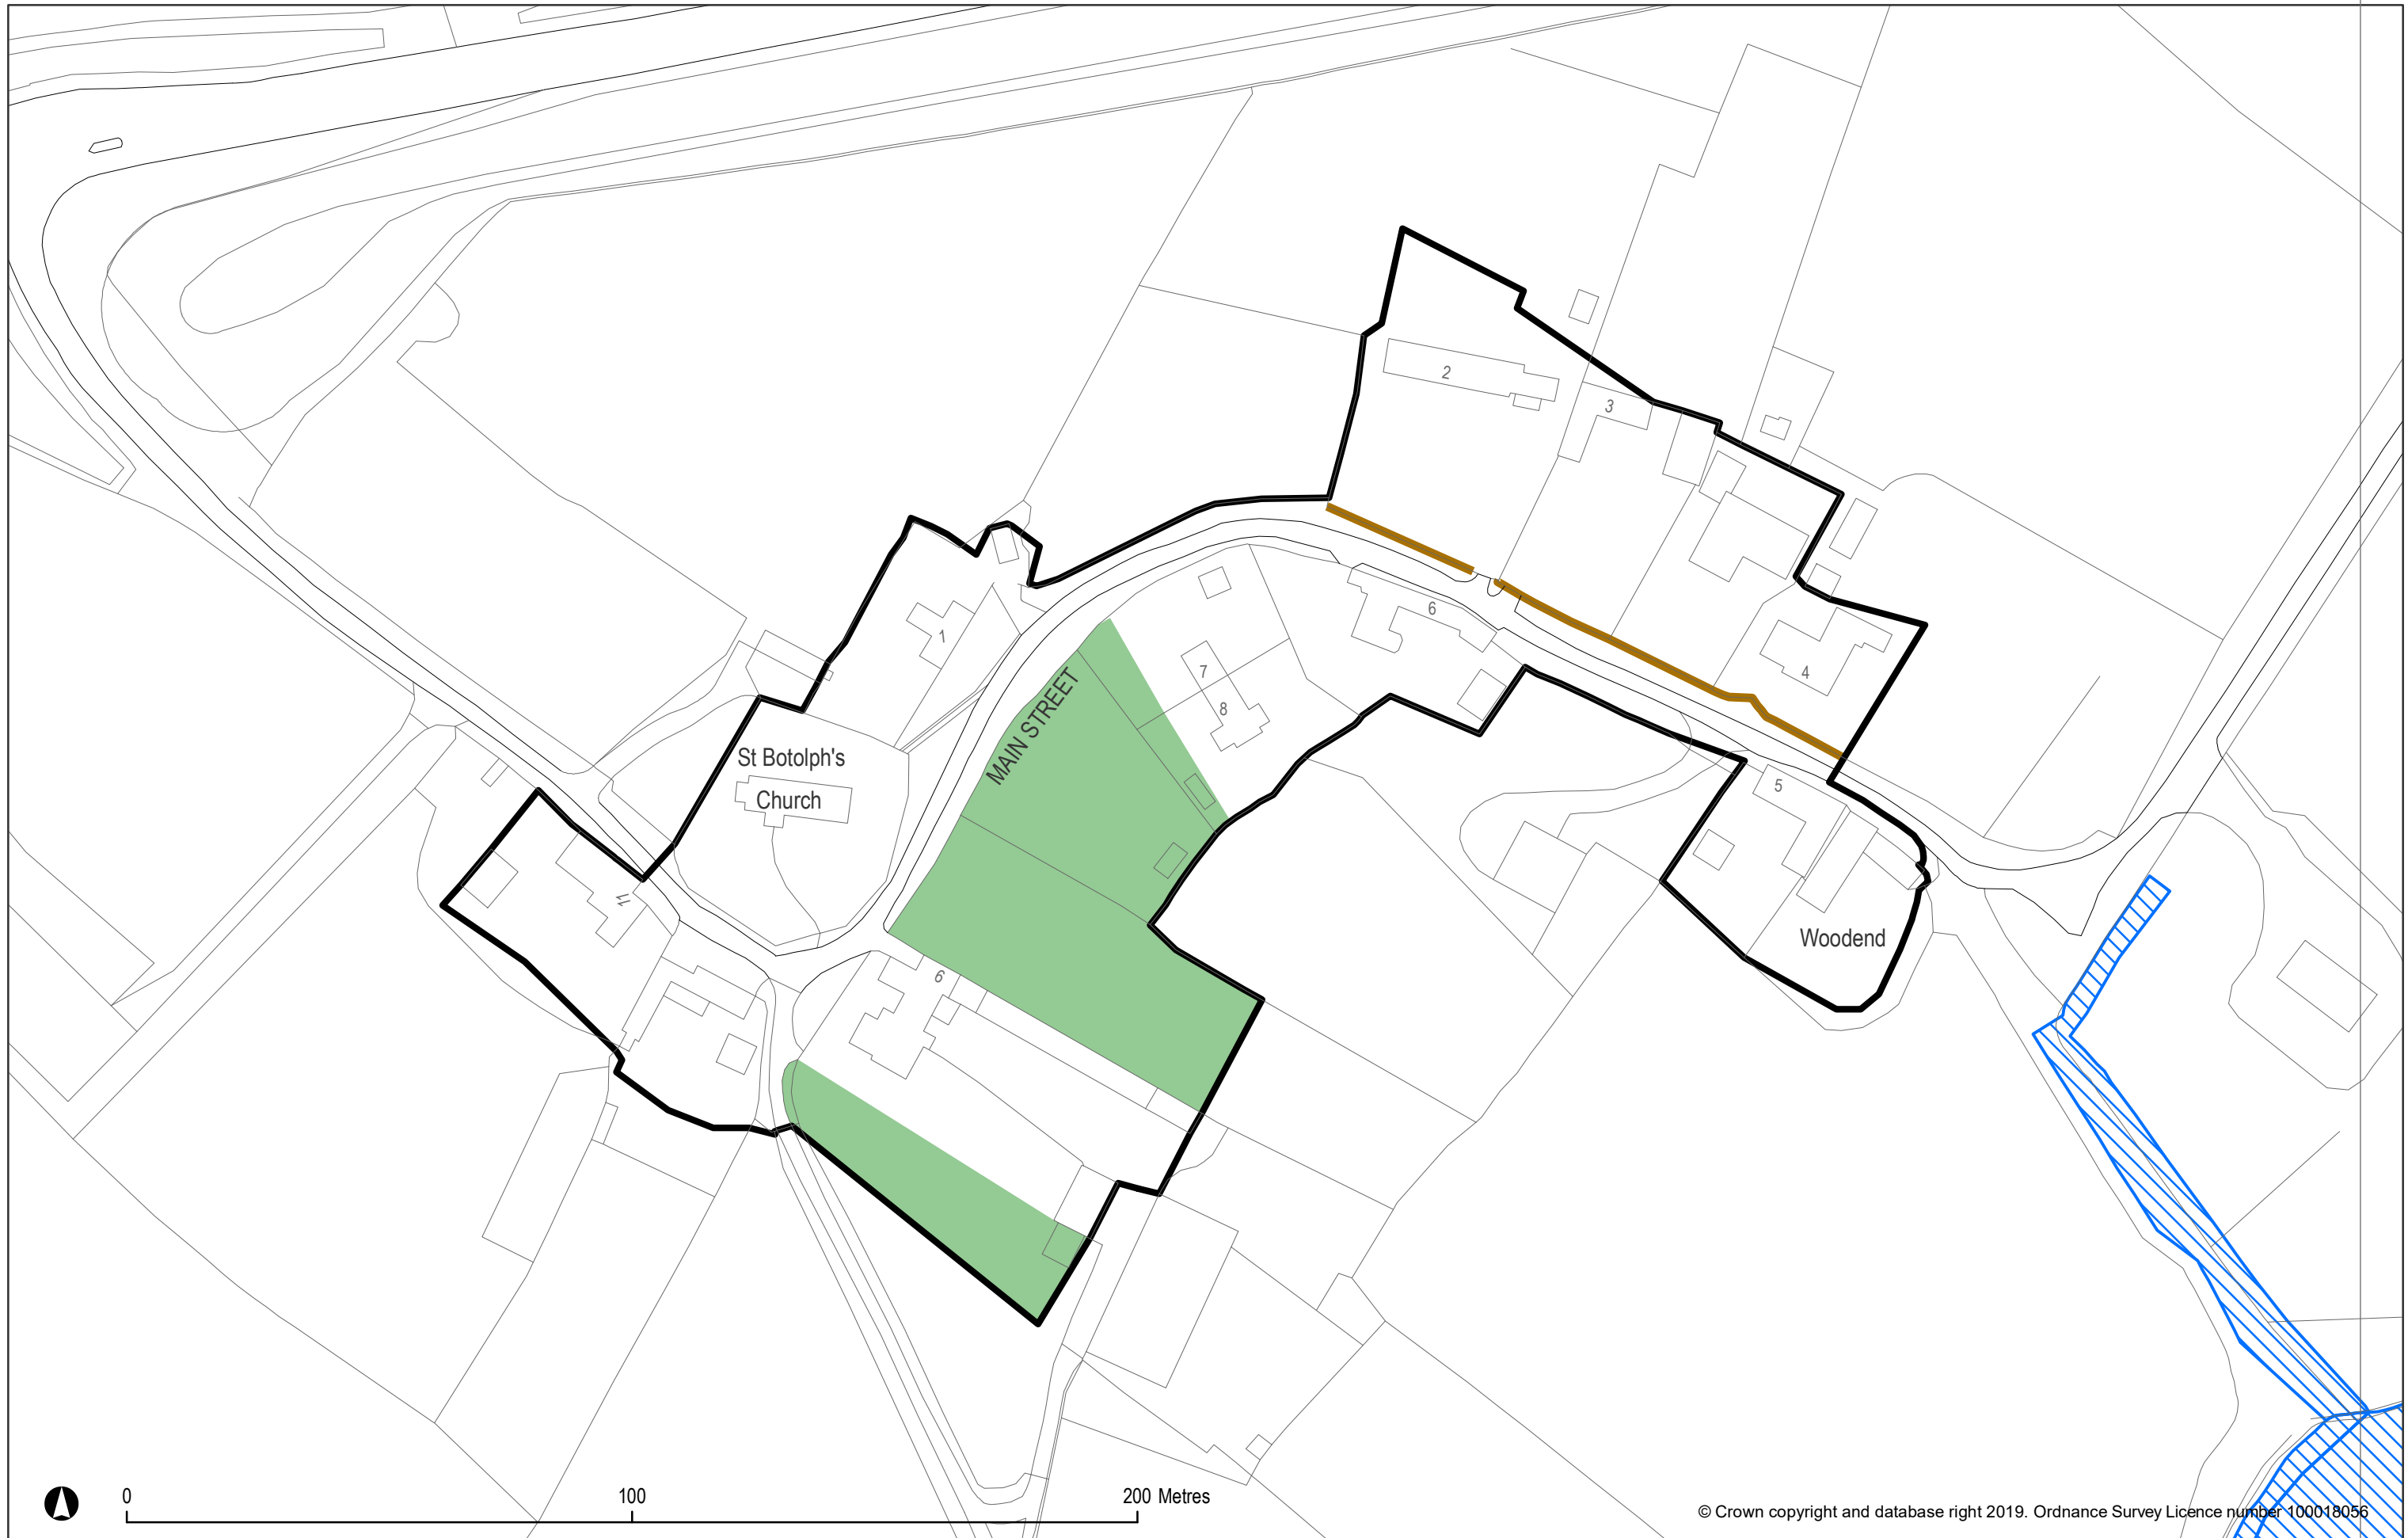 2
3
1
6
MAIN STREET
7
8
4
St Botolph's
Church
5
11
Woodend
6
0
100
200 Metres
© Crown copyright and database right 2019. Ordnance Survey Licence number 100018056